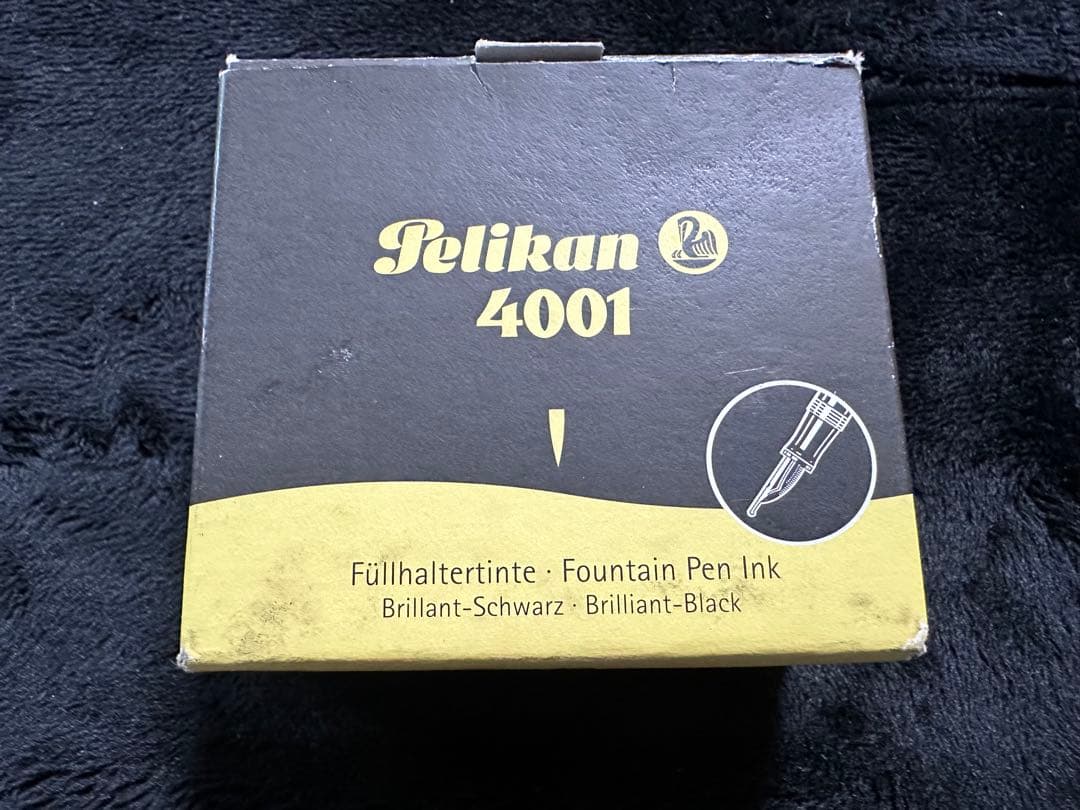 Pelikan
4001
Füllhaltertinte · Fountain Pen Ink
Brillant-Schwarz · Brilliant-Black